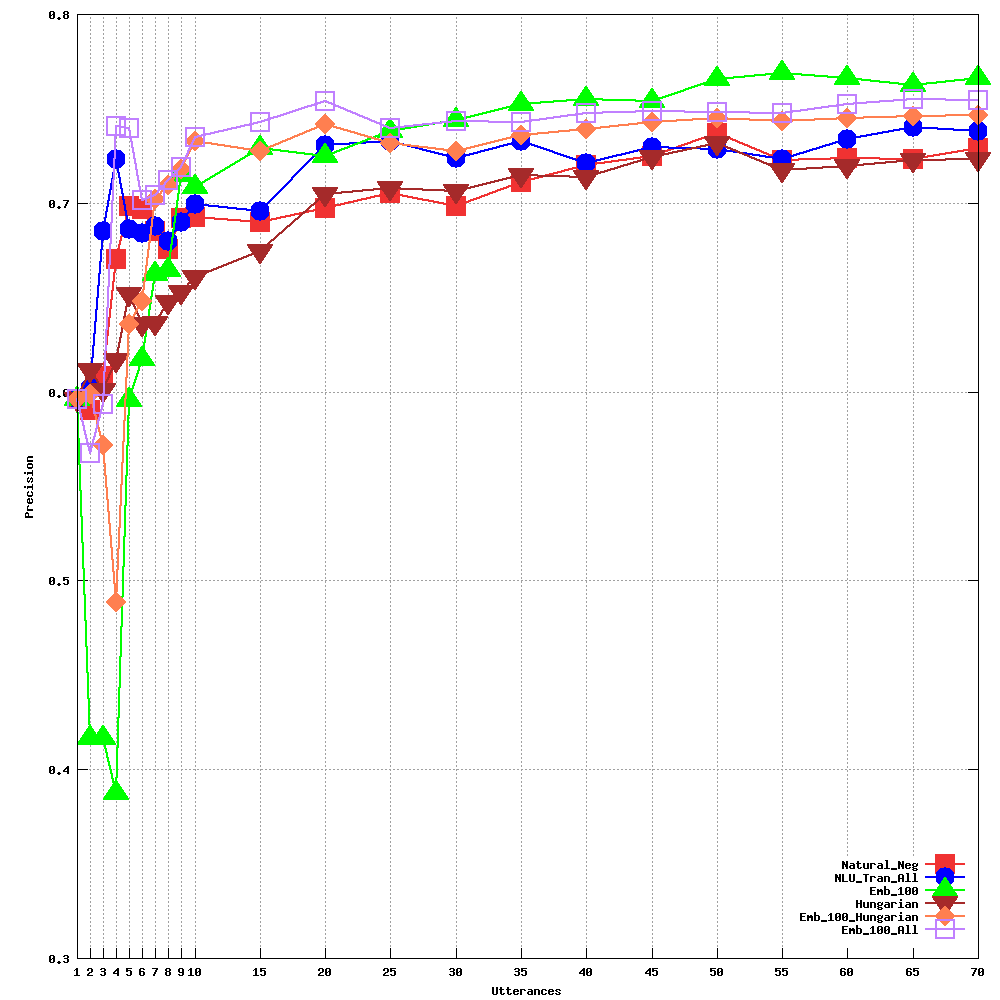 0.8
0.7
0.6
0.5
0.4
0.3
Precision
1 2 3 4 5 6 7 8 9 10 15 20 25 30 35 40 45 50 55 60 65 70
Utterances
Natural_Neg
NLU_Tran_All
Emb_100
Hungarian
Emb_100_Hungarian
Emb_100_All